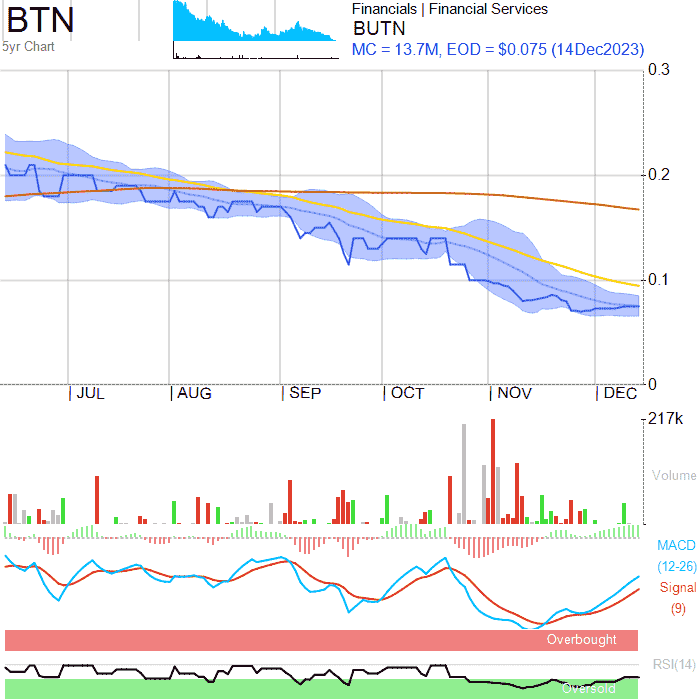 BTN
5yr Chart
Financials | Financial Services
BUTN
MC = 13.7M, EOD = $0.075 (14Dec2023)
0.3
0.2
0.1
0
JUL AUG SEP OCT NOV DEC
217k
Volume
MACD
(12-26)
Signal
(9)
Overbought
RSI(14)
Oversold